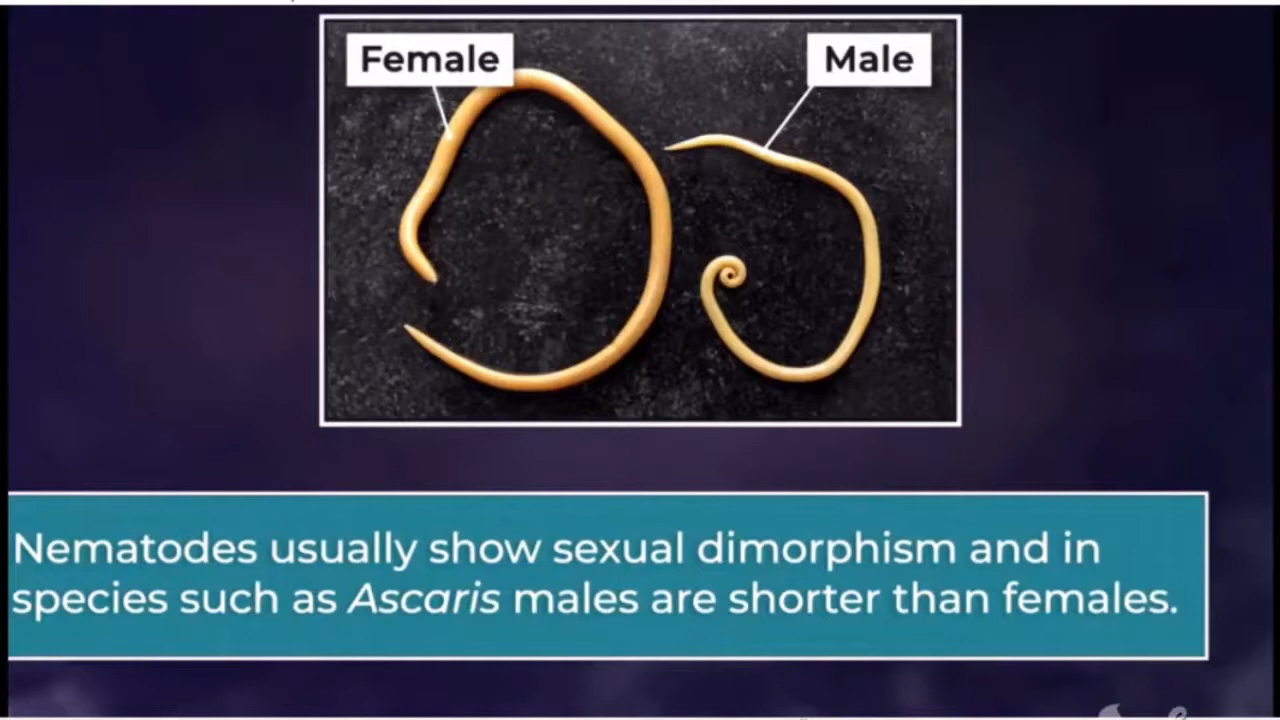 Female
Male
Nematodes usually show sexual dimorphism and in
species such as Ascaris males are shorter than females.